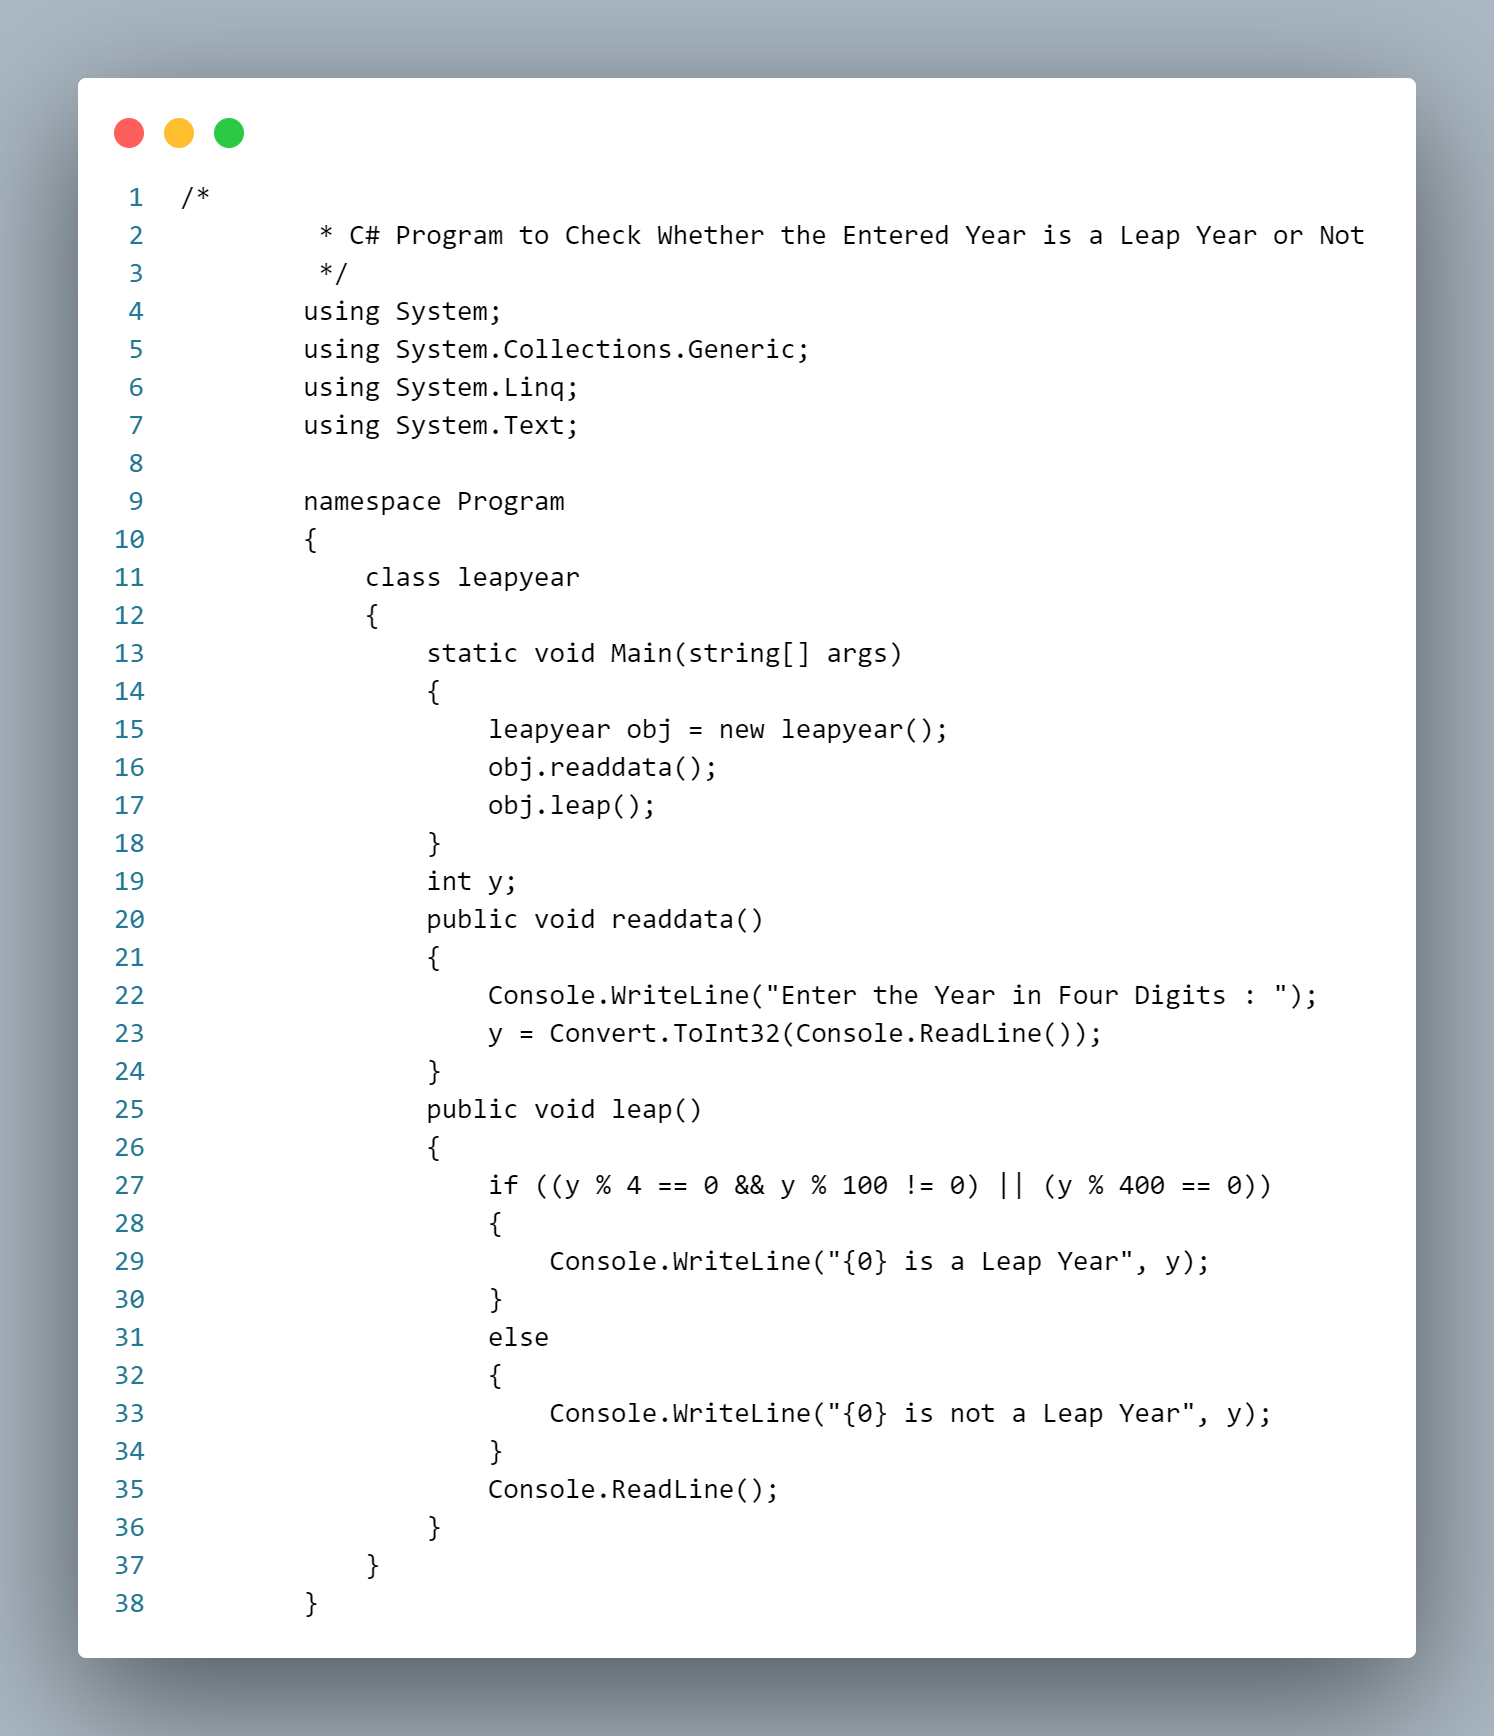 1 /*
2          * C# Program to Check Whether the Entered Year is a Leap Year or Not
3          */
4         using System;
5         using System.Collections.Generic;
6         using System.Linq;
7         using System.Text;
8
9         namespace Program
10         {
11             class leapyear
12             {
13                 static void Main(string[] args)
14                 {
15                     leapyear obj = new leapyear();
16                     obj.readdata();
17                     obj.leap();
18                 }
19                 int y;
20                 public void readdata()
21                 {
22                     Console.WriteLine("Enter the Year in Four Digits : ");
23                     y = Convert.ToInt32(Console.ReadLine());
24                 }
25                 public void leap()
26                 {
27                     if ((y % 4 == 0 && y % 100 != 0) || (y % 400 == 0))
28                     {
29                         Console.WriteLine("{0} is a Leap Year", y);
30                     }
31                     else
32                     {
33                         Console.WriteLine("{0} is not a Leap Year", y);
34                     }
35                     Console.ReadLine();
36                 }
37             }
38         }